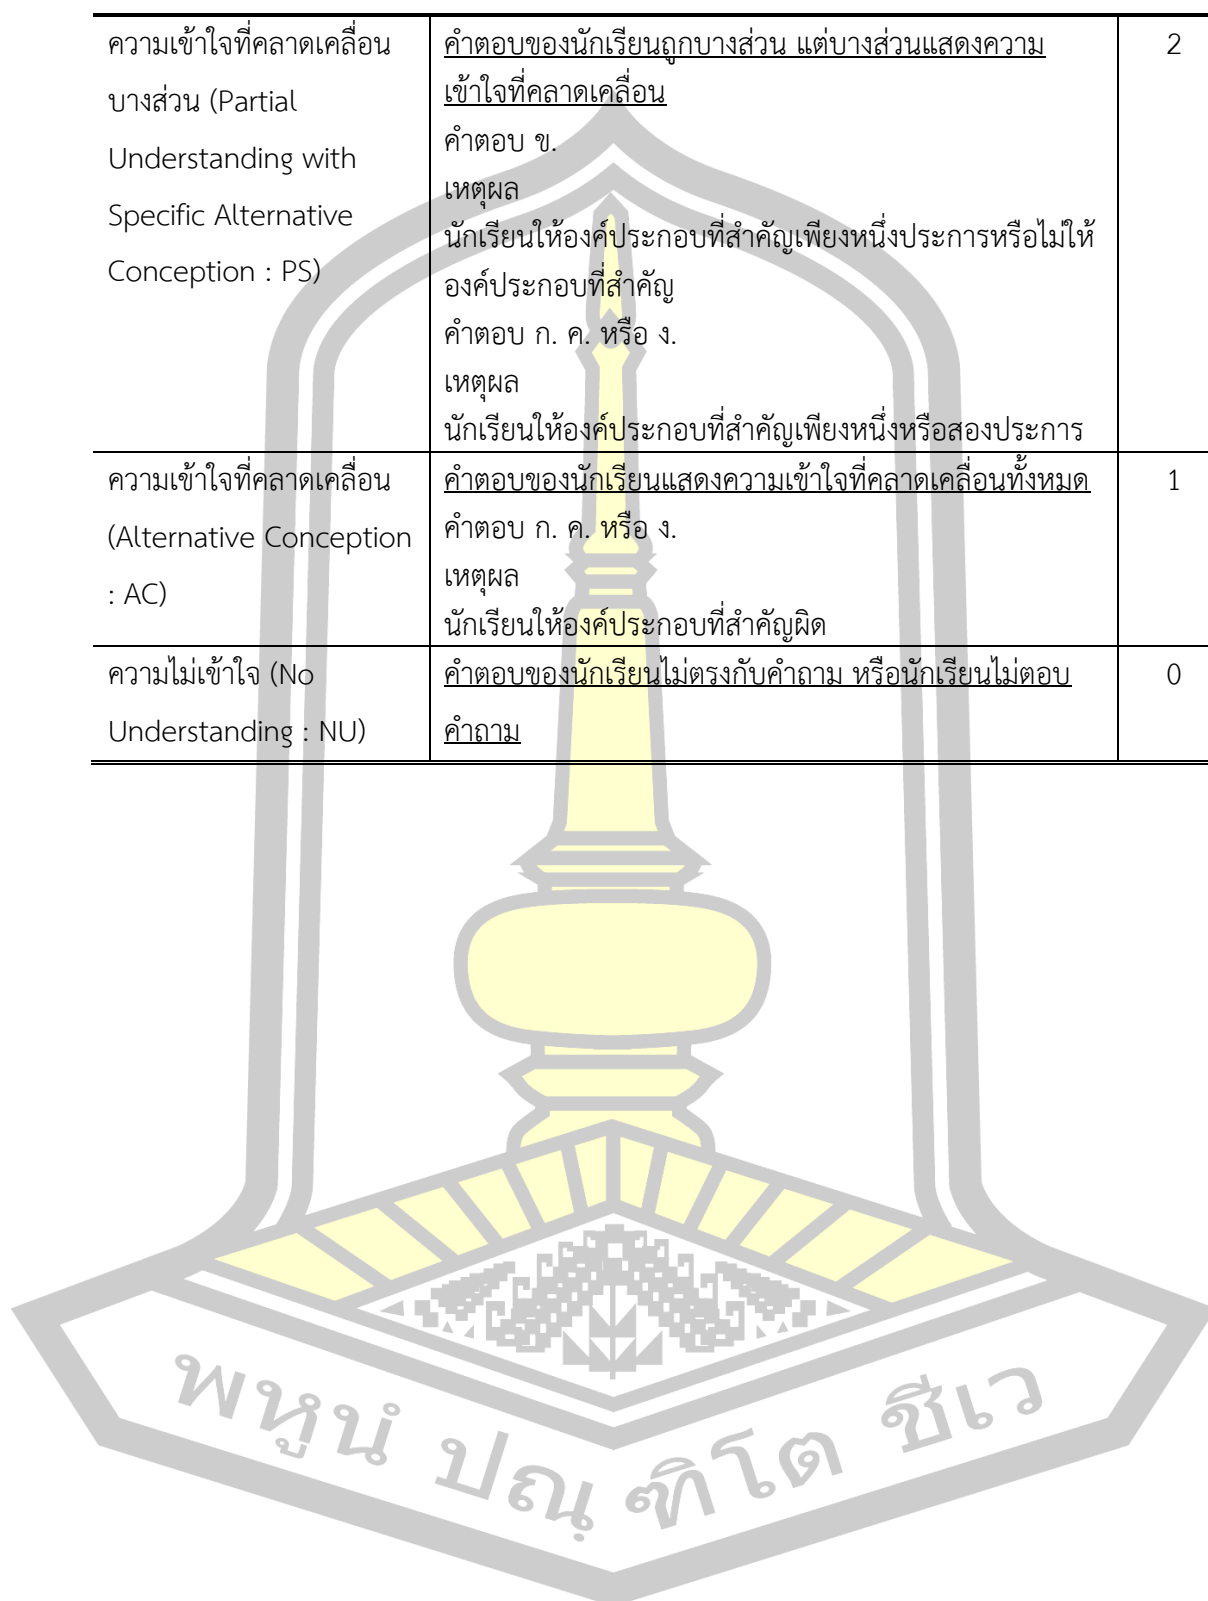 ความเข้าใจที่คลาดเคลื่อน
บางส่วน (Partial
Understanding with
Specific Alternative
Conception : PS)
คำตอบของนักเรียนถูกบางส่วน แต่บางส่วนแสดงความ
เข้าใจที่คลาดเคลื่อน
คำตอบ ข.
เหตุผล
นักเรียนให้องค์ประกอบที่สำคัญเพียงหนึ่งประการหรือไม่ให้
องค์ประกอบที่สำคัญ
คำตอบ ก. ค. หรือ ง.
เหตุผล
นักเรียนให้องค์ประกอบที่สำคัญเพียงหนึ่งหรือสองประการ
2
ความเข้าใจที่คลาดเคลื่อน
(Alternative Conception
: AC)
คำตอบของนักเรียนแสดงความเข้าใจที่คลาดเคลื่อนทั้งหมด
คำตอบ ก. ค. หรือ ง.
เหตุผล
นักเรียนให้องค์ประกอบที่สำคัญผิด
1
ความไม่เข้าใจ (No
Understanding : NU)
คำตอบของนักเรียนไม่ตรงกับคำถาม หรือนักเรียนไม่ตอบ
คำถาม
0
พหูนํ ปณฺฑิโต ชีเว